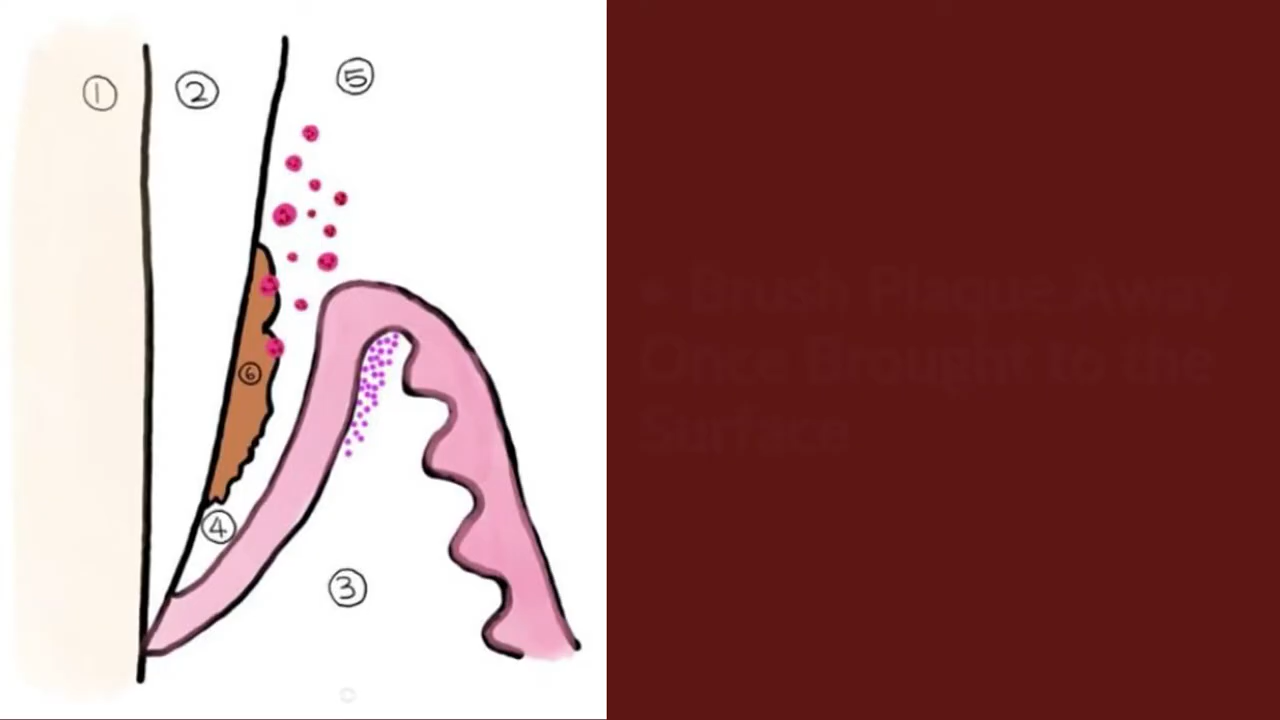 ①
②
⑤
⑥
④
③
• Brush Plaque Away
Once Brought to the
Surface